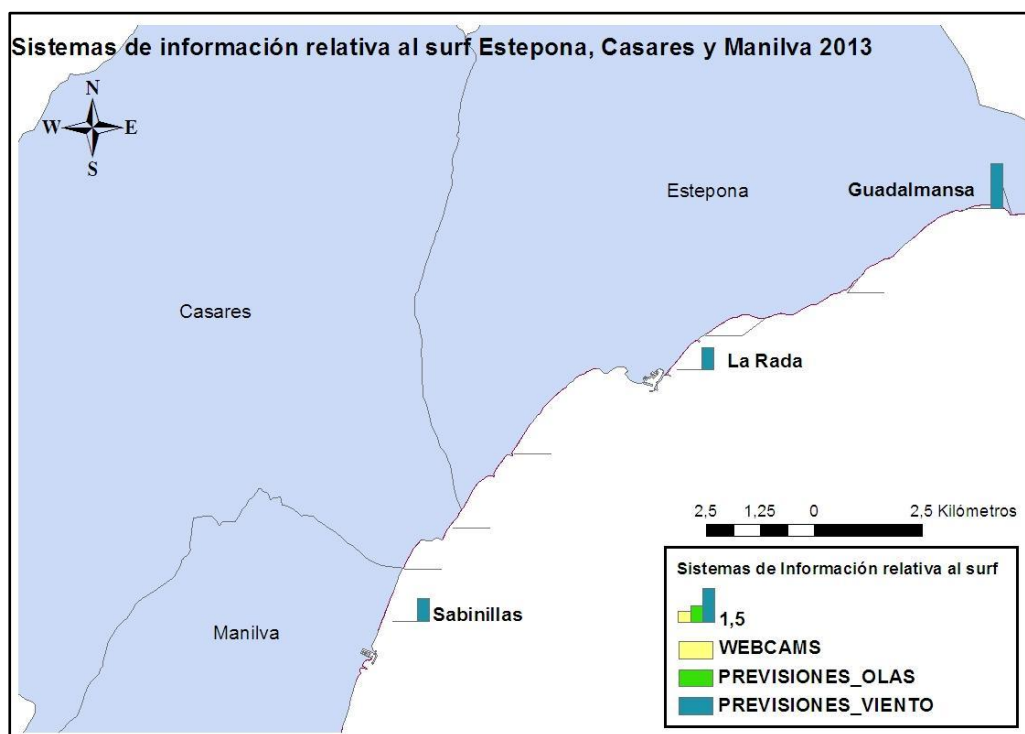 Sistemas de información relativa al surf Estepona, Casares y Manilva 2013
N
W E
S
Estepona
Guadalmansa
Casares
La Rada
2,5 1,25 0 2,5 Kilómetros
Sabinillas
Manilva
Sistemas de Información relativa al surf
1,5
WEBCAMS
PREVISIONES_OLAS
PREVISIONES_VIENTO